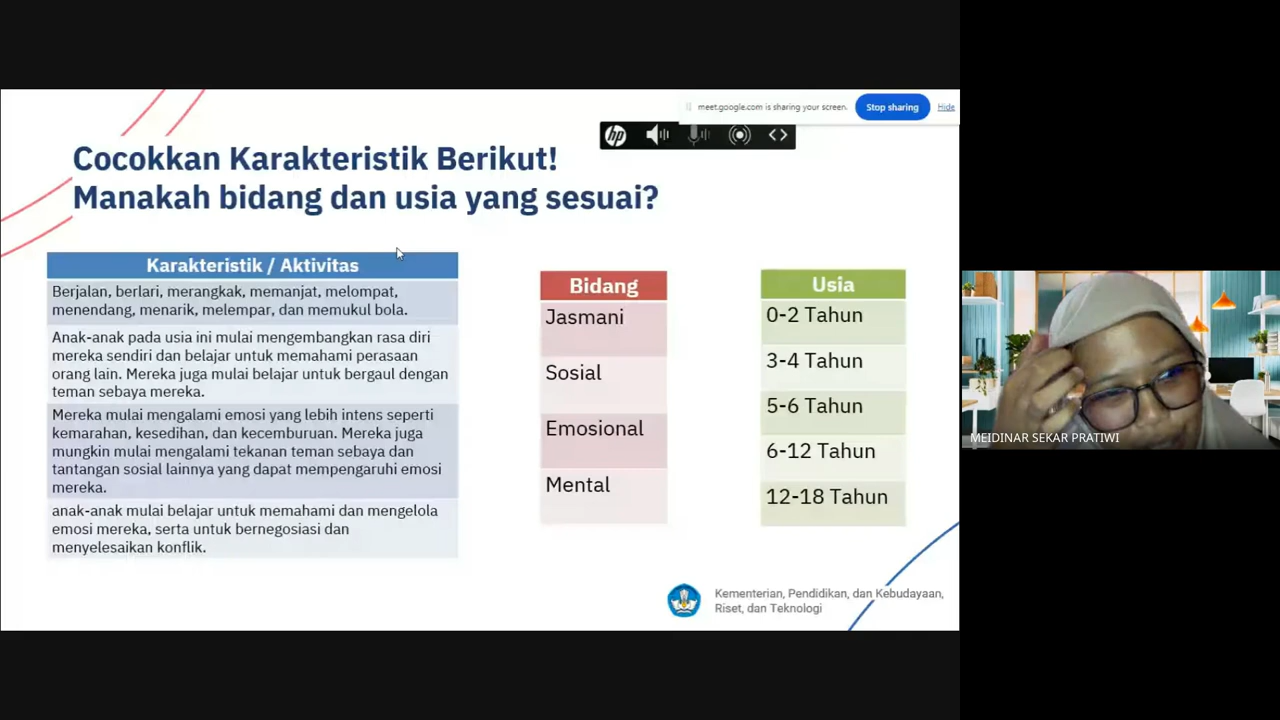 meet.google.com is sharing your screen.
Stop sharing
Hide
hp
Cocokkan Karakteristik Berikut!
Manakah bidang dan usia yang sesuai?
Karakteristik / Aktivitas
Berjalan, berlari, merangkak, memanjat, melompat,
menendang, menarik, melempar, dan memukul bola.
Anak-anak pada usia ini mulai mengembangkan rasa diri
mereka sendiri dan belajar untuk memahami perasaan
orang lain. Mereka juga mulai belajar untuk bergaul dengan
teman sebaya mereka.
Mereka mulai mengalami emosi yang lebih intens seperti
kemarahan, kesedihan, dan kecemburuan. Mereka juga
mungkin mulai mengalami tekanan teman sebaya dan
tantangan sosial lainnya yang dapat mempengaruhi emosi
mereka.
anak-anak mulai belajar untuk memahami dan mengelola
emosi mereka, serta untuk bernegosiasi dan
menyelesaikan konflik.
Bidang
Jasmani
Sosial
Emosional
Mental
Usia
0-2 Tahun
3-4 Tahun
5-6 Tahun
6-12 Tahun
12-18 Tahun
Kementerian, Pendidikan, dan Kebudayaan,
Riset, dan Teknologi
MEIDINAR SEKAR PRATIWI